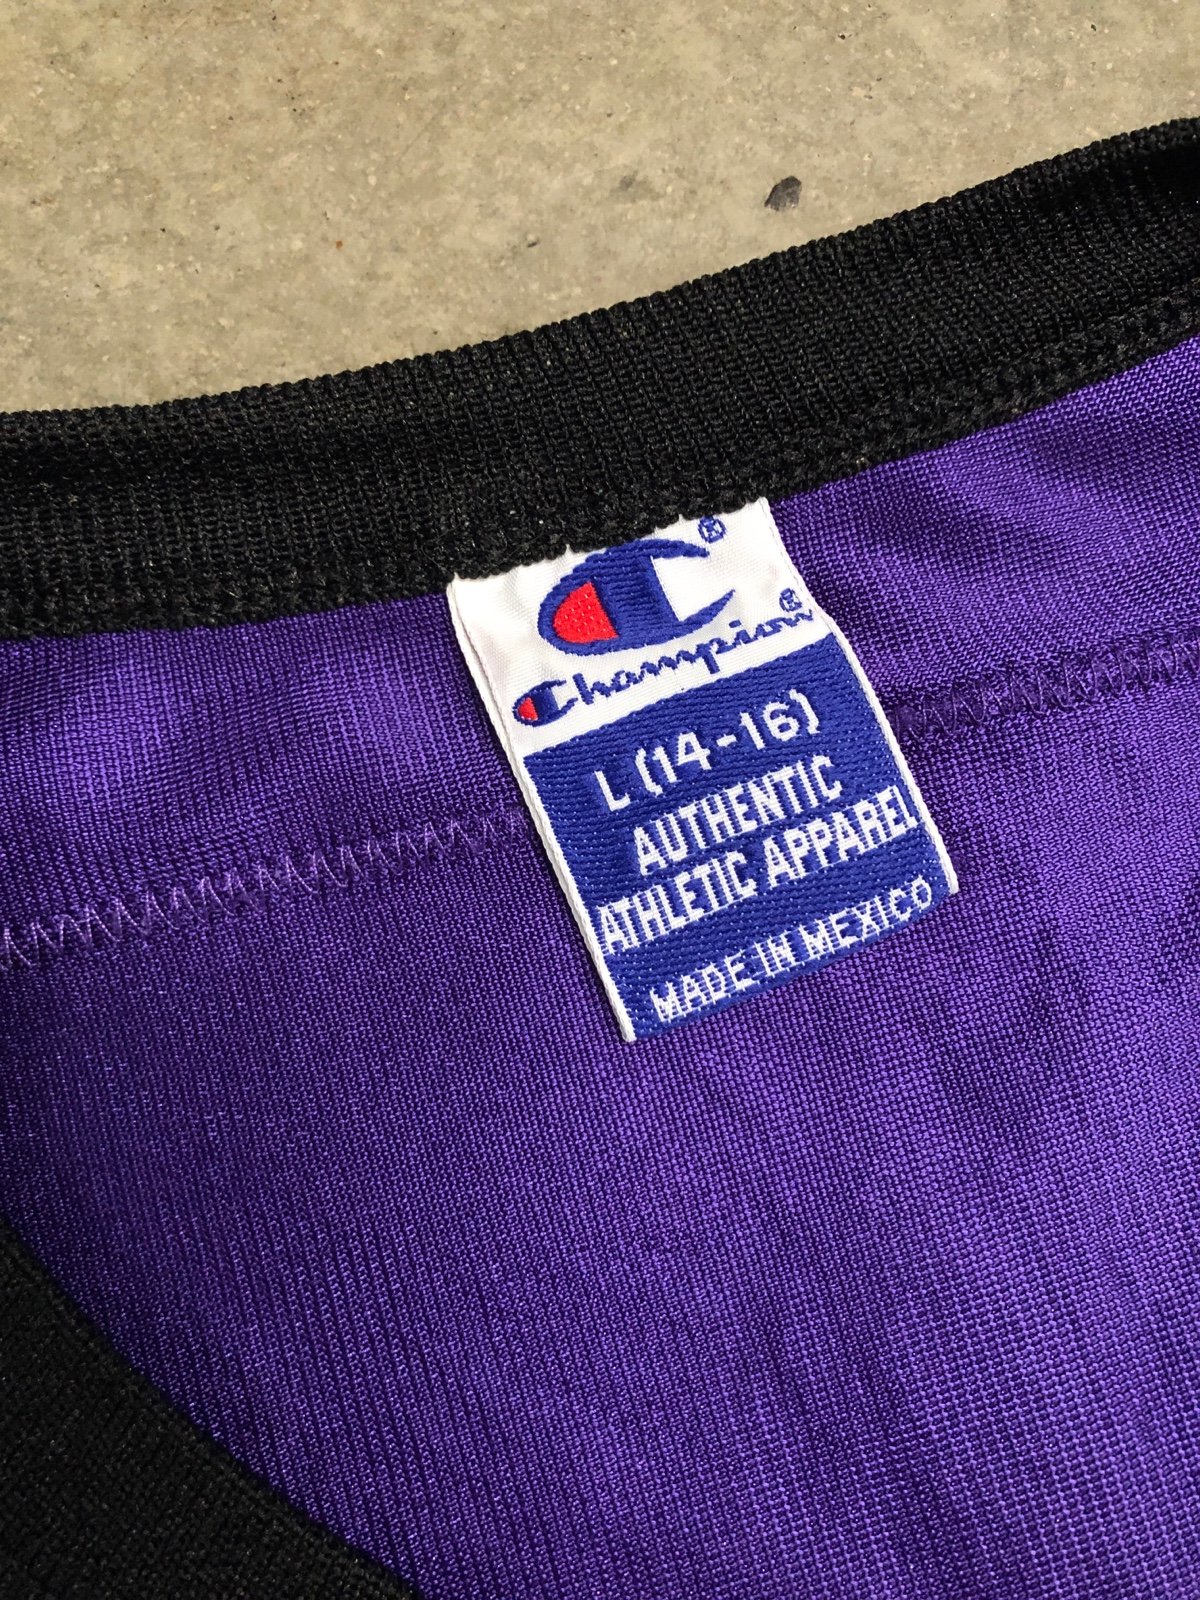 ®
Champion®
L (14-16)
AUTHENTIC
ATHLETIC APPAREL
MADE IN MEXICO